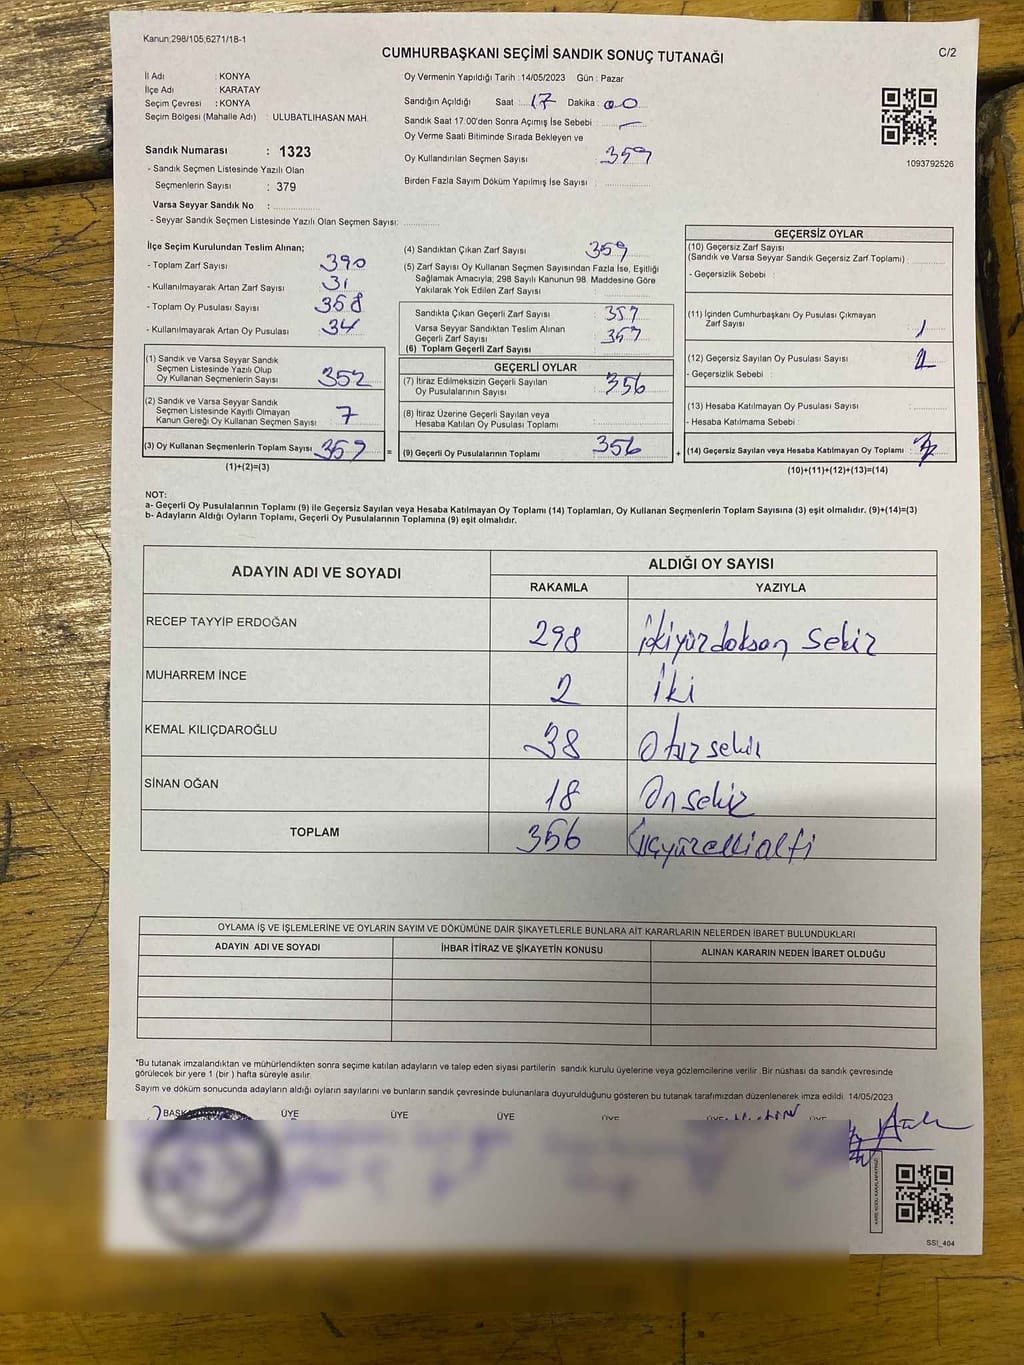 Kanun,298/105,6271/18-1
CUMHURBAŞKANI SEÇİMİ SANDIK SONUÇ TUTANAĞI
C/2
İl Adı : KONYA
İlçe Adı : KARATAY
Seçim Çevresi : KONYA
Seçim Bölgesi (Mahalle Adı) : ULUBATLIHASAN MAH.
Sandık Numarası : 1323
- Sandık Seçmen Listesinde Yazılı Olan
Seçmenlerin Sayısı : 379
Varsa Seyyar Sandık No :
- Seyyar Sandık Seçmen Listesinde Yazılı Olan Seçmen Sayısı:
Oy Vermenin Yapıldığı Tarih : 14/05/2023 Gün : Pazar
Sandığın Açıldığı Saat : 17 Dakika : 00
Sandık Saat 17:00'den Sonra Açımış İse Sebebi : —
Oy Verme Saati Bitiminde Sırada Bekleyen ve
Oy Kullandırılan Seçmen Sayısı : 359
Birden Fazla Sayım Döküm Yapılmış İse Sayısı :
1093792526
İlçe Seçim Kurulundan Teslim Alınan;
- Toplam Zarf Sayısı : 390
- Kullanılmayarak Artan Zarf Sayısı : 31
- Toplam Oy Pusulası Sayısı : 368
- Kullanılmayarak Artan Oy Pusulası : 34
(1) Sandık ve Varsa Seyyar Sandık
Seçmen Listesinde Yazılı Olup
Oy Kullanan Seçmenlerin Sayısı : 352
(2) Sandık ve Varsa Seyyar Sandık
Seçmen Listesinde Kayıtlı Olmayan
Kanun Gereği Oy Kullanan Seçmen Sayısı : 7
(3) Oy Kullanan Seçmenlerin Toplam Sayısı : 359
(1)+(2)=(3)
(4) Sandıktan Çıkan Zarf Sayısı : 359
(5) Zarf Sayısı Oy Kullanan Seçmen Sayısından Fazla İse, Eşitliği
Sağlamak Amacıyla; 298 Sayılı Kanunun 98. Maddesine Göre
Yakılarak Yok Edilen Zarf Sayısı :
Sandıkta Çıkan Geçerli Zarf Sayısı : 357
Varsa Seyyar Sandıktan Teslim Alınan
Geçerli Zarf Sayısı : 357
(6) Toplam Geçerli Zarf Sayısı :
GEÇERLİ OYLAR
(7) İtiraz Edilmeksizin Geçerli Sayılan
Oy Pusulalarının Sayısı : 356
(8) İtiraz Üzerine Geçerli Sayılan veya
Hesaba Katılan Oy Pusulası Toplamı :
(9) Geçerli Oy Pusulalarının Toplamı : 356
=
+
GEÇERSİZ OYLAR
(10) Geçersiz Zarf Sayısı
(Sandık ve Varsa Seyyar Sandık Geçersiz Zarf Toplamı) :
- Geçersizlik Sebebi :
(11) İçinden Cumhurbaşkanı Oy Pusulası Çıkmayan
Zarf Sayısı : 1
(12) Geçersiz Sayılan Oy Pusulası Sayısı :
- Geçersizlik Sebebi :
(13) Hesaba Katılmayan Oy Pusulası Sayısı :
- Hesaba Katılmama Sebebi :
(14) Geçersiz Sayılan veya Hesaba Katılmayan Oy Toplamı :
(10)+(11)+(12)+(13)=(14)
NOT:
a- Geçerli Oy Pusulalarının Toplamı (9) ile Geçersiz Sayılan veya Hesaba Katılmayan Oy Toplamı (14) Toplamları, Oy Kullanan Seçmenlerin Toplam Sayısına (3) eşit olmalıdır. (9)+(14)=(3)
b- Adayların Aldığı Oyların Toplamı, Geçerli Oy Pusulalarının Toplamına (9) eşit olmalıdır.
ADAYIN ADI VE SOYADI
ALDIĞI OY SAYISI
RAKAMLA YAZIYLA
RECEP TAYYİP ERDOĞAN 298 ikiyüzdoksan sekiz
MUHARREM İNCE 2 iki
KEMAL KILIÇDAROĞLU 38 Otuz sekiz
SİNAN OĞAN 18 Onsekiz
TOPLAM 356 Üçyüzellialtı
OYLAMA İŞ VE İŞLEMLERİNE VE OYLARIN SAYIM VE DÖKÜMÜNE DAİR ŞİKAYETLERLE BUNLARA AİT KARARLARIN NELERDEN İBARET BULUNDUKLARI
ADAYIN ADI VE SOYADI İHBAR İTİRAZ VE ŞİKAYETİN KONUSU ALINAN KARARIN NEDEN İBARET OLDUĞU
*Bu tutanak imzalandıktan ve mühürlendikten sonra seçime katılan adayların ve talep eden siyasi partilerin sandık kurulu üyelerine veya gözlemcilerine verilir .Bir nüshası da sandık çevresinde
görülecek bir yere 1 (bir ) hafta süreyle asılır.
Sayım ve döküm sonucunda adayların aldığı oyların sayılarını ve bunların sandık çevresinde bulunanlara duyurulduğunu gösteren bu tutanak tarafımızdan düzenlenerek imza edildi. 14/05/2023
ÜYE ÜYE ÜYE ÜYE ÜYE ÜYE
SSI_404